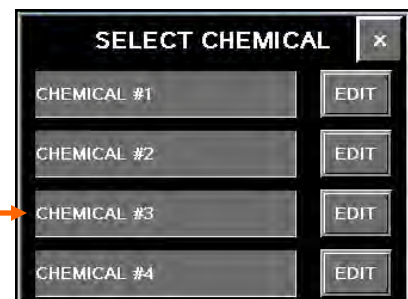 SELECT CHEMICAL x
CHEMICAL #1 EDIT
CHEMICAL #2 EDIT
CHEMICAL #3 EDIT
CHEMICAL #4 EDIT